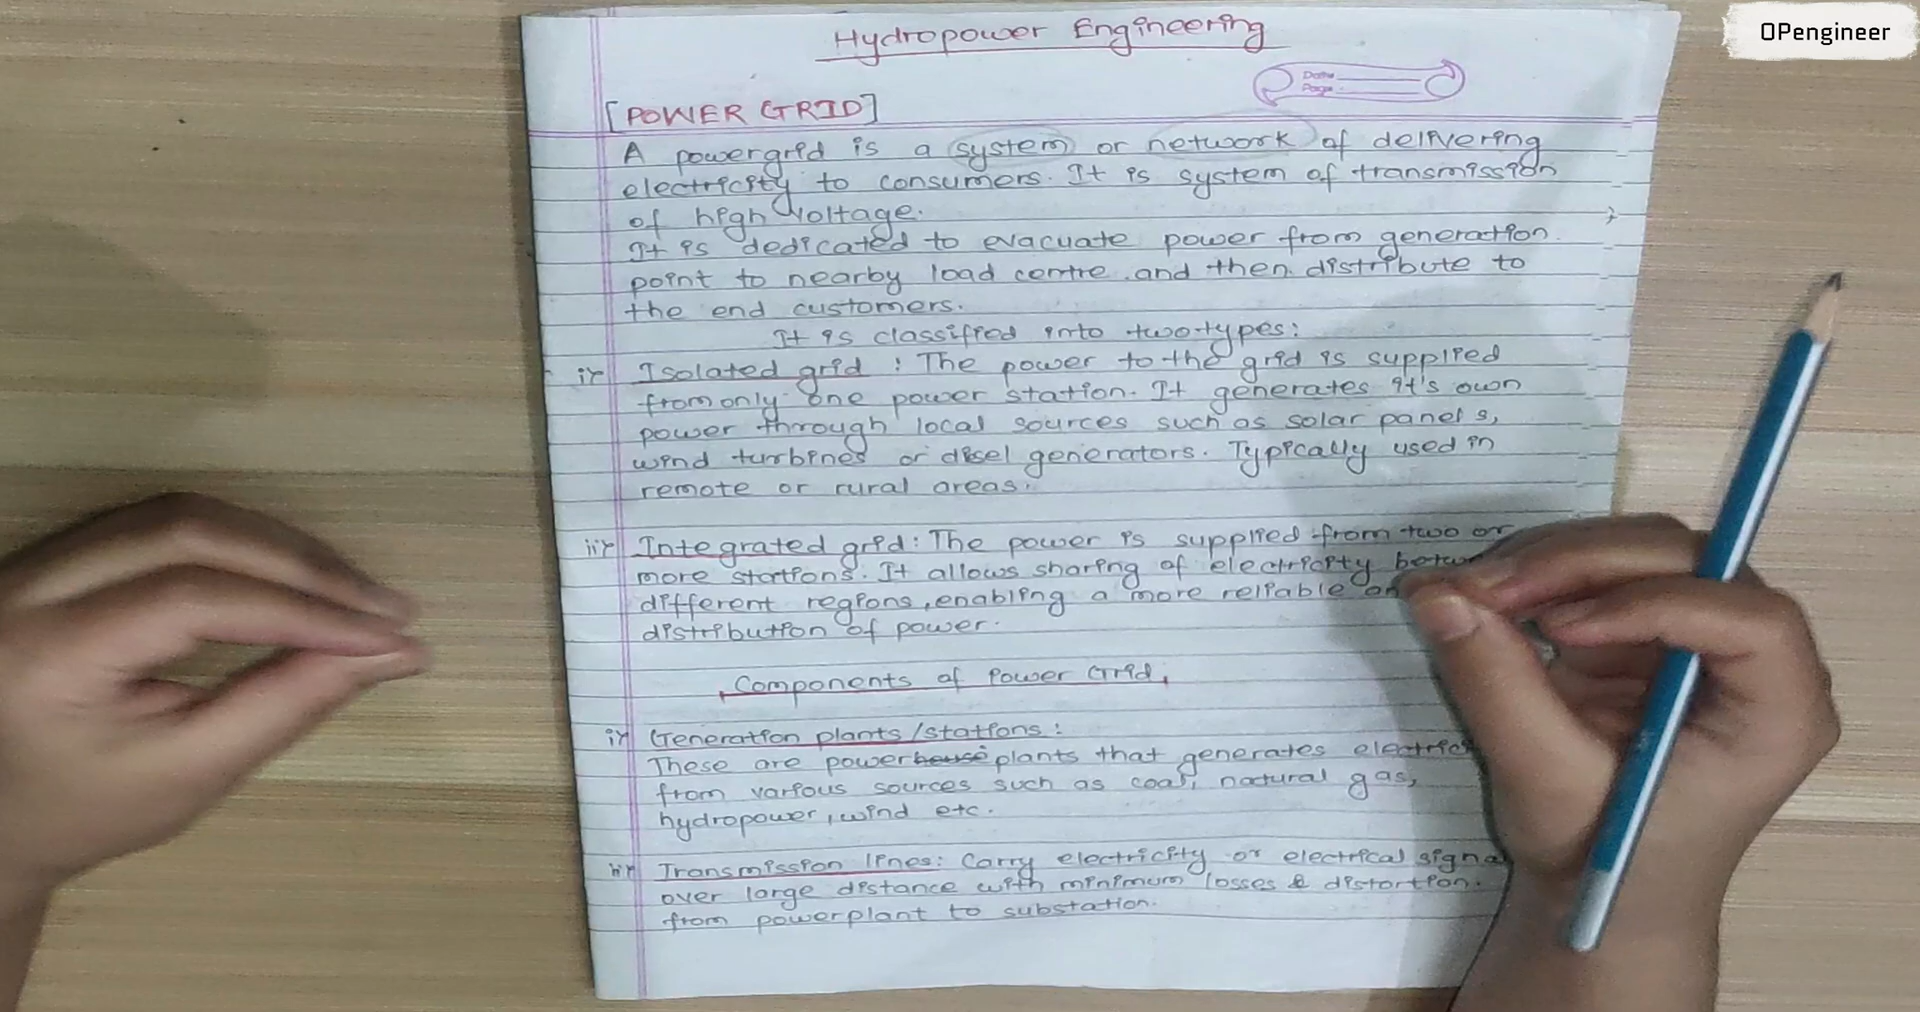 OPengineer
Hydropower Engineering
Date
Page
[POWER GRID]
A powergrid is a system or network of delivering
electricity to consumers. It is system of transmission
of high voltage.
It is dedicated to evacuate power from generation.
point to nearby load centre and then distribute to
the end customers.
It is classified into two types:
i) Isolated grid : The power to the grid is supplied
from only one power station. It generates it's own
power through local sources such as solar panels,
wind turbines or disel generators. Typically used in
remote or rural areas.
ii) Integrated grid: The power is supplied from two or
more stations. It allows sharing of electricity
different regions, enabling a more reliable
distribution of power.
Components of Power Grid
i) Generation plants/stations:
These are power plants that generates
from various sources such as coal, natural gas,
hydropower, wind etc.
ii) Transmission lines: Carry electricity or electrical
over large distance with minimum losses & distortion.
from powerplant to substation.